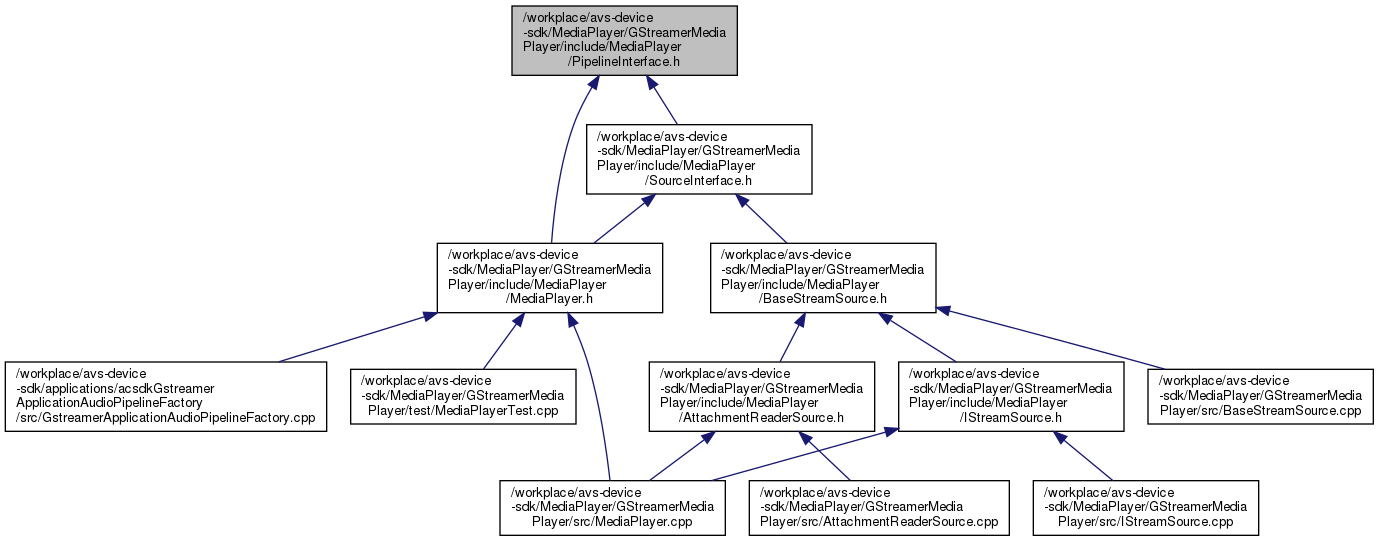 /workplace/avs-device
-sdk/MediaPlayer/GStreamerMedia
Player/include/MediaPlayer
/PipelineInterface.h
/workplace/avs-device
-sdk/MediaPlayer/GStreamerMedia
Player/include/MediaPlayer
/SourceInterface.h
/workplace/avs-device
-sdk/MediaPlayer/GStreamerMedia
Player/include/MediaPlayer
/MediaPlayer.h
/workplace/avs-device
-sdk/MediaPlayer/GStreamerMedia
Player/include/MediaPlayer
/BaseStreamSource.h
/workplace/avs-device
-sdk/applications/acsdkGstreamer
ApplicationAudioPipelineFactory
/src/GstreamerApplicationAudioPipelineFactory.cpp
/workplace/avs-device
-sdk/MediaPlayer/GStreamerMedia
Player/test/MediaPlayerTest.cpp
/workplace/avs-device
-sdk/MediaPlayer/GStreamerMedia
Player/include/MediaPlayer
/AttachmentReaderSource.h
/workplace/avs-device
-sdk/MediaPlayer/GStreamerMedia
Player/include/MediaPlayer
/IStreamSource.h
/workplace/avs-device
-sdk/MediaPlayer/GStreamerMedia
Player/src/BaseStreamSource.cpp
/workplace/avs-device
-sdk/MediaPlayer/GStreamerMedia
Player/src/MediaPlayer.cpp
/workplace/avs-device
-sdk/MediaPlayer/GStreamerMedia
Player/src/AttachmentReaderSource.cpp
/workplace/avs-device
-sdk/MediaPlayer/GStreamerMedia
Player/src/IStreamSource.cpp